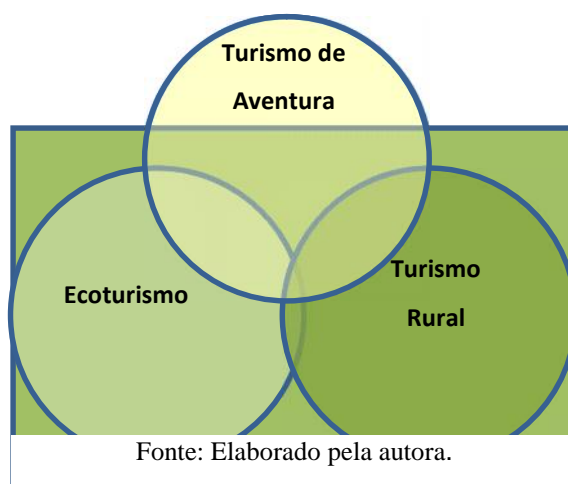 Turismo de
Aventura
Ecoturismo
Turismo
Rural
Fonte: Elaborado pela autora.